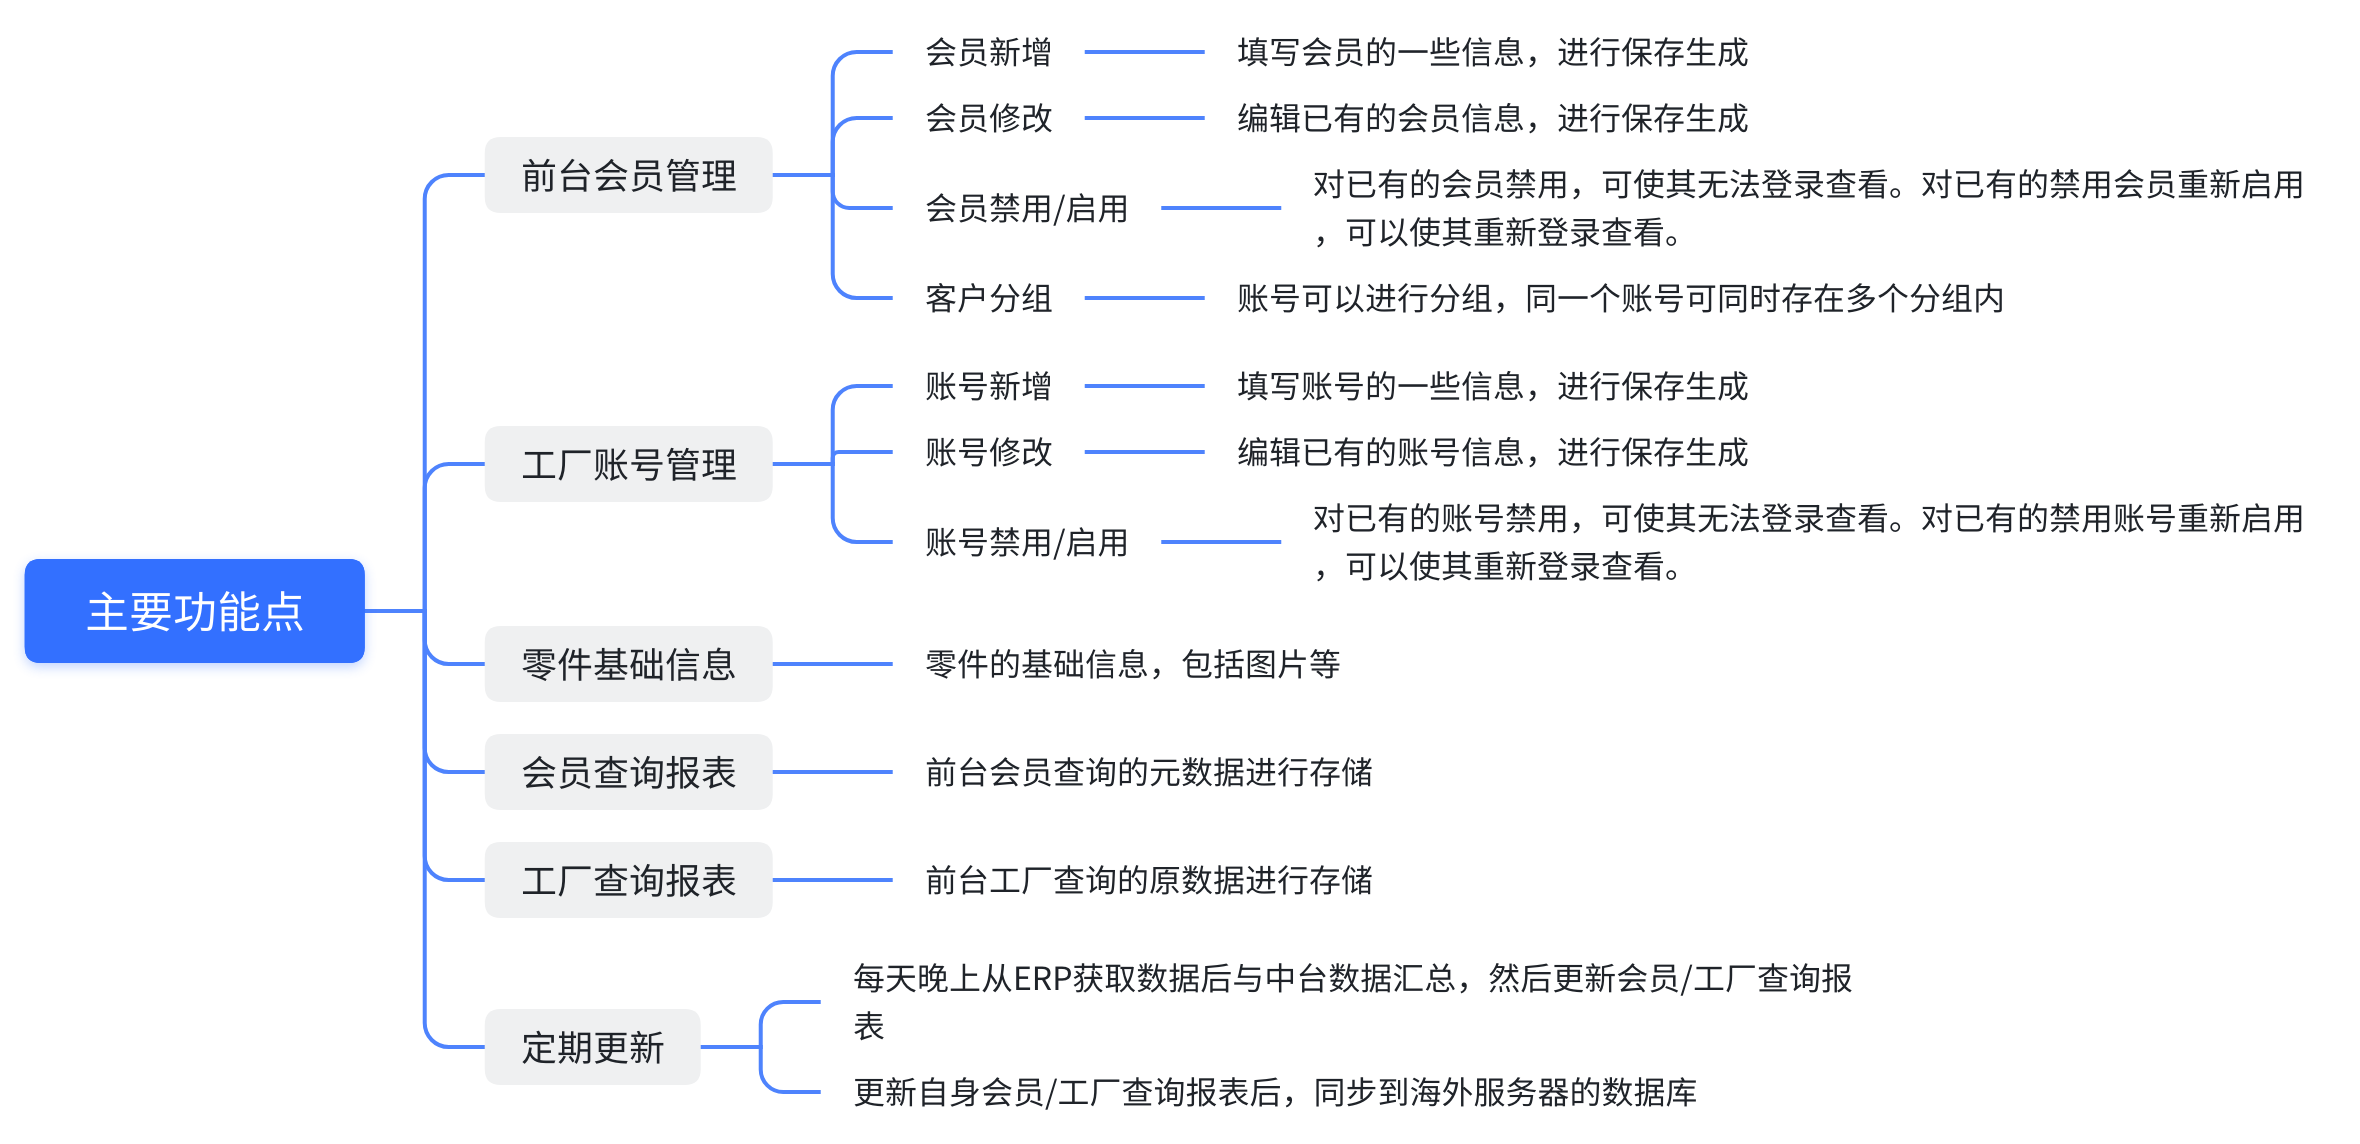 主要功能点
前台会员管理
会员新增
填写会员的一些信息，进行保存生成
会员修改
编辑已有的会员信息，进行保存生成
会员禁用/启用
对已有的会员禁用，可使其无法登录查看。对已有的禁用会员重新启用
，可以使其重新登录查看。
客户分组
账号可以进行分组，同一个账号可同时存在多个分组内
工厂账号管理
账号新增
填写账号的一些信息，进行保存生成
账号修改
编辑已有的账号信息，进行保存生成
账号禁用/启用
对已有的账号禁用，可使其无法登录查看。对已有的禁用账号重新启用
，可以使其重新登录查看。
零件基础信息
零件的基础信息，包括图片等
会员查询报表
前台会员查询的元数据进行存储
工厂查询报表
前台工厂查询的原数据进行存储
定期更新
每天晚上从ERP获取数据后与中台数据汇总，然后更新会员/工厂查询报
表
更新自身会员/工厂查询报表后，同步到海外服务器的数据库